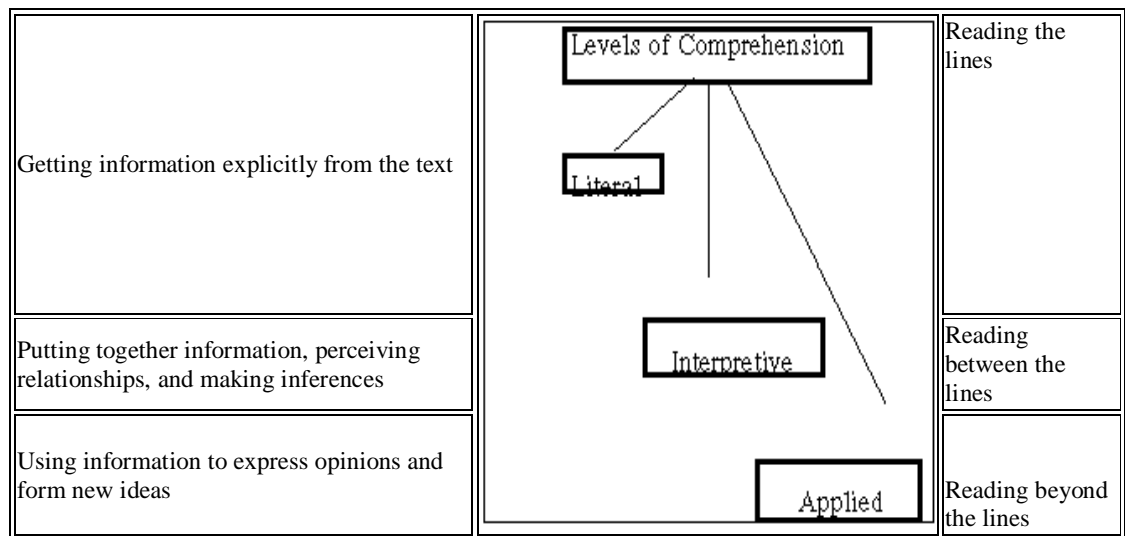 Getting information explicitly from the text
Levels of Comprehension
Literal
Reading the
lines
Putting together information, perceiving
relationships, and making inferences
Interpretive
Reading
between the
lines
Using information to express opinions and
form new ideas
Applied
Reading beyond
the lines